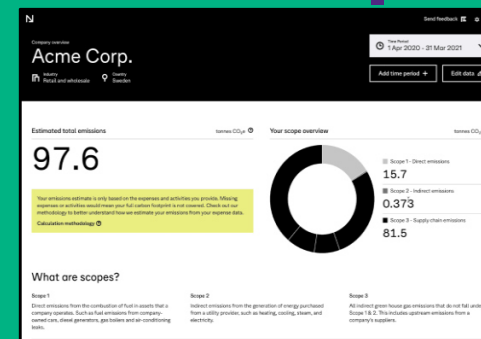 Send feedback
Company overview
Acme Corp.
Industry
Retail and wholesale
Country
Sweden
Time Period
1 Apr 2020 - 31 Mar 2021
Add time period +
Edit data
Estimated total emissions
tonnes CO₂e
97.6
Your emissions estimate is only based on the expenses and activities you provide. Missing
expenses or activities would mean your full carbon footprint is not covered. Check out our
methodology to better understand how we estimate your emissions from your expense data.
Calculation methodology
Your scope overview
tonnes CO₂
Scope 1 - Direct emissions
15.7
Scope 2 - Indirect emissions
0.373
Scope 3 - Supply chain emissions
81.5
What are scopes?
Scope 1
Direct emissions from the combustion of fuel in assets that a
company operates. Such as fuel emissions from company-
owned cars, diesel generators, gas boilers and air-conditioning
leaks.
Scope 2
Indirect emissions from the generation of energy purchased
from a utility provider, such as heating, cooling, steam, and
electricity.
Scope 3
All indirect green house gas emissions that do not fall under
Scope 1 & 2. This includes upstream emissions from a
company's suppliers.